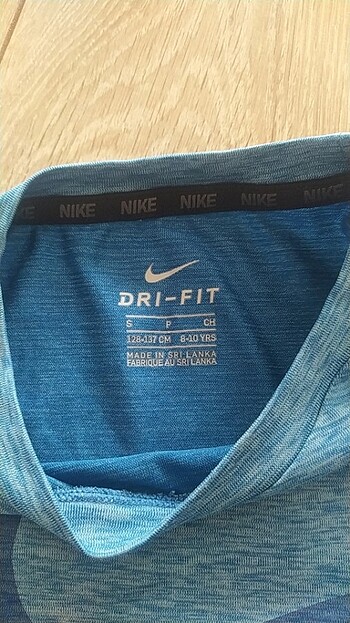 NIKE NIKE NIKE NIKE
DRI-FIT
S P CH
128-137 CM 8-10 YRS
MADE IN SRI LANKA
FABRIQUE AU SRI LANKA